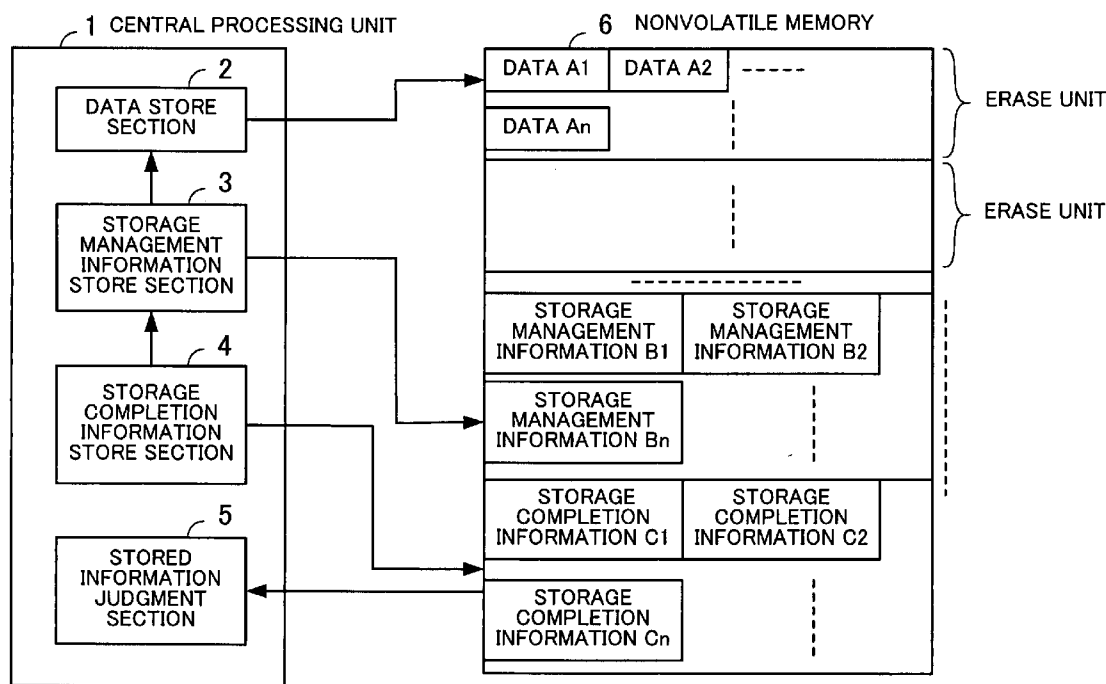 1 CENTRAL PROCESSING UNIT
2
DATA STORE
SECTION
3
STORAGE
MANAGEMENT
INFORMATION
STORE SECTION
4
STORAGE
COMPLETION
INFORMATION
STORE SECTION
5
STORED
INFORMATION
JUDGMENT
SECTION
6 NONVOLATILE MEMORY
DATA A1 DATA A2
DATA An
ERASE UNIT
ERASE UNIT
STORAGE
MANAGEMENT
INFORMATION B1
STORAGE
MANAGEMENT
INFORMATION B2
STORAGE
MANAGEMENT
INFORMATION Bn
STORAGE
COMPLETION
INFORMATION C1
STORAGE
COMPLETION
INFORMATION C2
STORAGE
COMPLETION
INFORMATION Cn